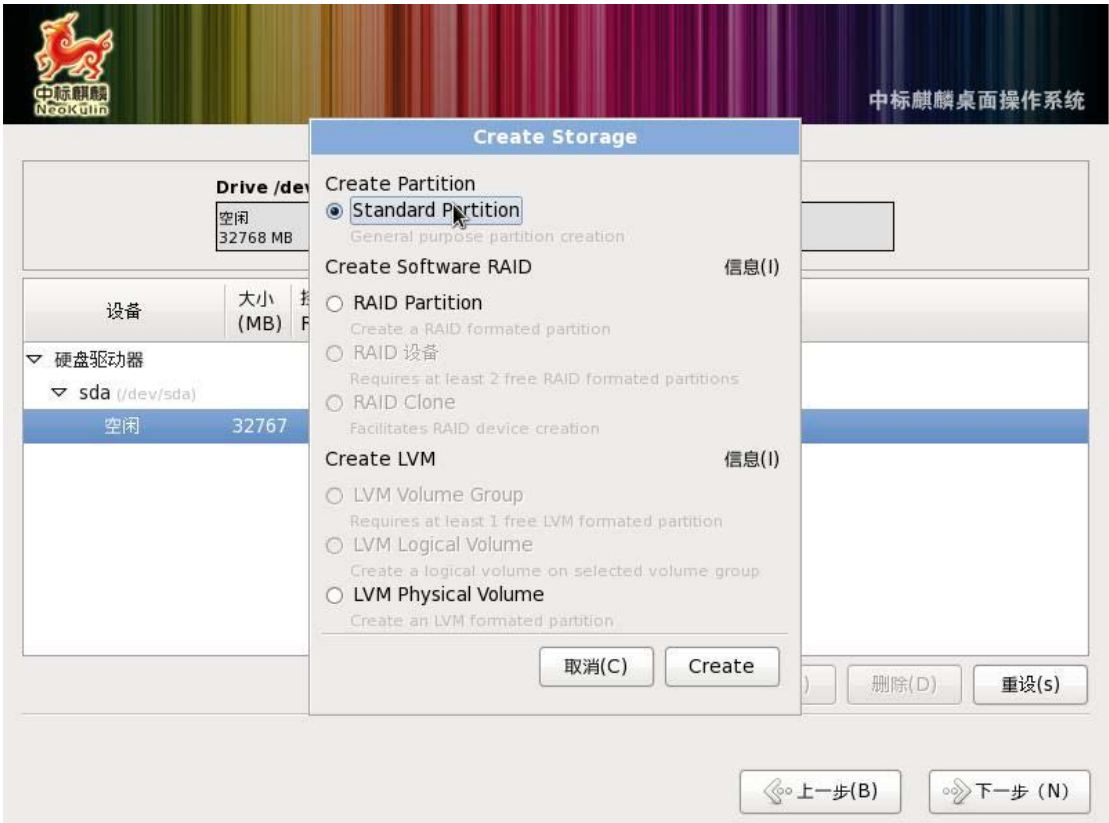 中标麒麟
NeoKylin
中标麒麟桌面操作系统
Create Storage
Drive /dev
空闲
32768 MB
设备
大小
(MB)
硬盘驱动器
sda (/dev/sda)
空闲 32767
Create Partition
Standard Partition
General purpose partition creation
Create Software RAID 信息(I)
RAID Partition
Create a RAID formated partition
RAID 设备
Requires at least 2 free RAID formated partitions
RAID Clone
Facilitates RAID device creation
Create LVM 信息(I)
LVM Volume Group
Requires at least 1 free LVM formated partition
LVM Logical Volume
Create a logical volume on selected volume group
LVM Physical Volume
Create an LVM formated partition
取消(C) Create
删除(D) 重设(s)
上一步(B) 下一步 (N)